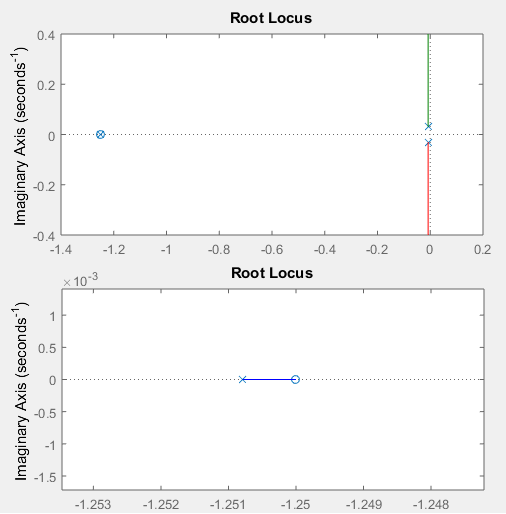 Root Locus
Imaginary Axis (seconds⁻¹)
0.4
0.2
0
-0.2
-0.4
-1.4 -1.2 -1 -0.8 -0.6 -0.4 -0.2 0 0.2
Root Locus
×10⁻³
Imaginary Axis (seconds⁻¹)
1
0.5
0
-0.5
-1
-1.5
-1.253 -1.252 -1.251 -1.25 -1.249 -1.248